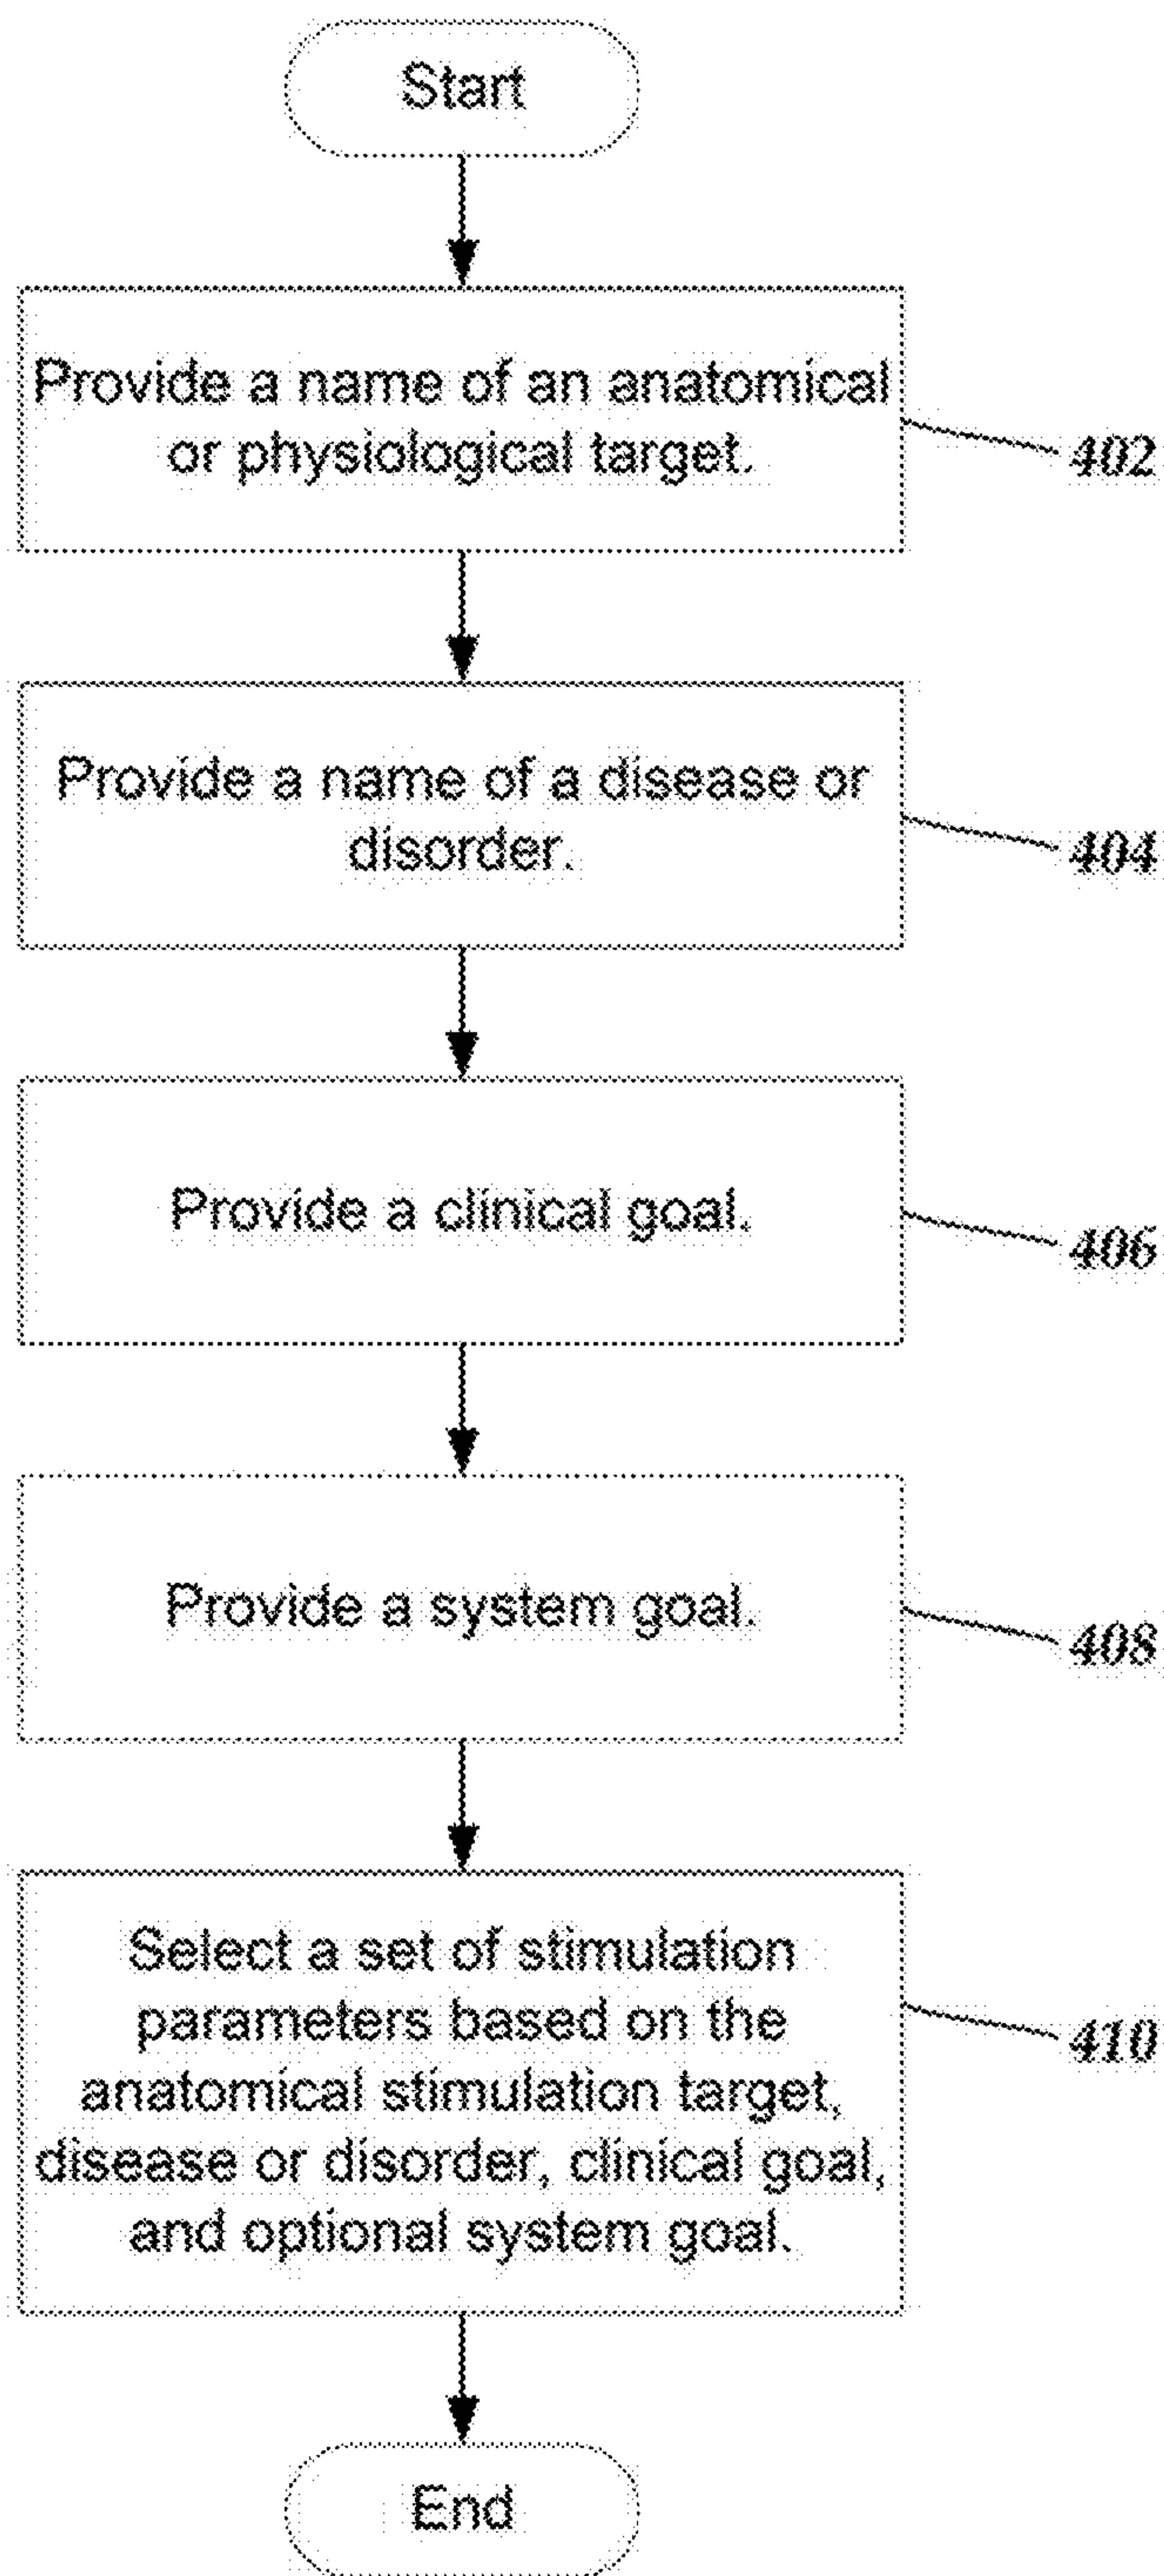 Start
Provide a name of an anatomical
or physiological target.
402
Provide a name of a disease or
disorder.
404
Provide a clinical goal.
406
Provide a system goal.
408
Select a set of stimulation
parameters based on the
anatomical stimulation target,
disease or disorder, clinical goal,
and optional system goal.
410
End